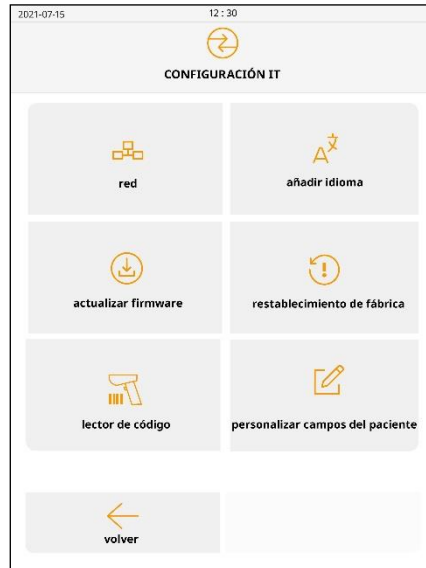 2021-07-15 12 : 30
CONFIGURACIÓN IT
red añadir idioma
actualizar firmware restablecimiento de fábrica
lector de código personalizar campos del paciente
volver